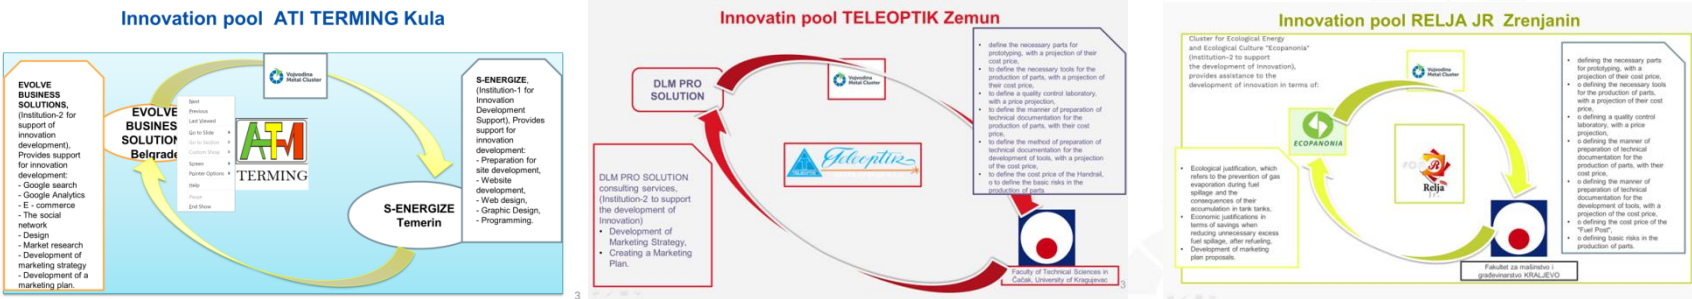 Innovation pool ATI TERMING Kula
EVOLVE
BUSINESS
SOLUTIONS,
(Institution-2 for
support of
innovation
development),
Provides support
for innovation
development:
- Google search
- Google Analytics
- E - commerce
- The social
network
- Design
- Market research
- Development of
marketing strategy
- Development of a
marketing plan.
EVOLVE
BUSINESS
SOLUTION
Belgrade
Next
Previous
Last Viewed
Go to Slide
Go to Section
Custom Show
Screen
Pointer Options
Help
Pause
End Show
Vojvodina
Metal Cluster
ATM
TERMING
S-ENERGIZE
Temerin
S-ENERGIZE,
(Institution-1 for
Innovation
Development
Support), Provides
support for
innovation
development:
- Preparation for
site development,
- Website
development,
- Web design,
- Graphic Design,
- Programming.
3
Innovatin pool TELEOPTIK Zemun
DLM PRO
SOLUTION
Vojvodina
Metal Cluster
Teleoptik
DLM PRO SOLUTION
consulting services,
(Institution-2 to support
the development of
Innovation)
• Development of
Marketing Strategy,
• Creating a Marketing
Plan.
• define the necessary parts for
prototyping, with a projection of their
cost price,
• to define the necessary tools for the
production of parts, with a projection of
their cost price,
• to define a quality control laboratory,
with a price projection,
• to define the manner of preparation of
technical documentation for the
production of parts, with their cost
price,
• to define the method of preparation of
technical documentation for the
development of tools, with a projection
of the cost price,
• to define the cost price of the Handrail,
o to define the basic risks in the
production of parts
Faculty of Technical Sciences in
Čačak, University of Kragujevac
3
Innovation pool RELJA JR Zrenjanin
Cluster for Ecological Energy
and Ecological Culture "Ecopanonia"
(Institution-2 to support
the development of Innovation),
provides assistance to the
development of innovation in terms of:
Vojvodina
Metal Cluster
ECOPANONIA
Relja
• Ecological justification, which
refers to the prevention of gas
evaporation during fuel
spillage and the
consequences of their
accumulation in tank tanks,
• Economic justifications in
terms of savings when
reducing unnecessary excess
fuel spillage, after refueling,
• Development of marketing
plan proposals.
• defining the necessary parts
for prototyping, with a
projection of their cost price,
• o defining the necessary tools
for the production of parts,
with a projection of their cost
price,
• o defining a quality control
laboratory, with a price
projection,
• o defining the manner of
preparation of technical
documentation for the
production of parts, with their
cost price,
• o defining the manner of
preparation of technical
documentation for the
development of tools, with a
projection of the cost price,
• o defining the cost price of the
"Fuel Post",
• o defining basic risks in the
production of parts.
Fakultet za mašinstvo i
građevinarstvo KRALJEVO